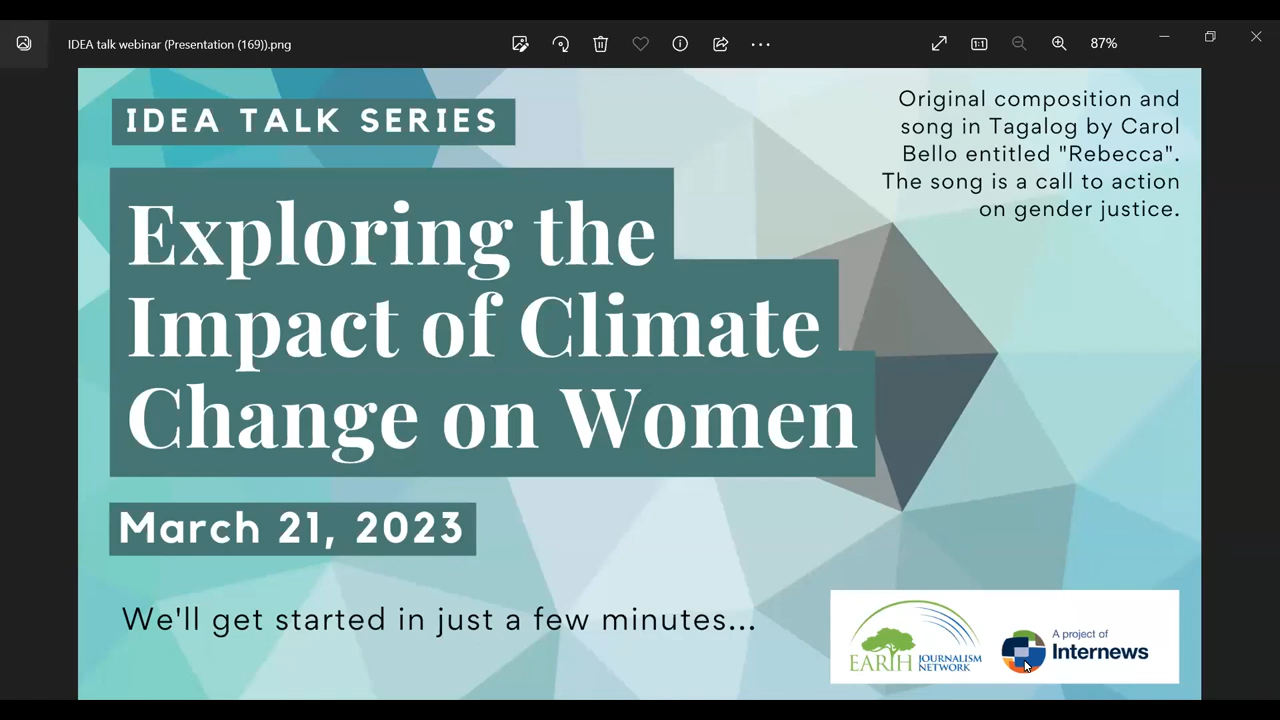 IDEA talk webinar (Presentation (169)).png
1:1
87%
IDEA TALK SERIES
Original composition and
song in Tagalog by Carol
Bello entitled "Rebecca".
The song is a call to action
on gender justice.
Exploring the
Impact of Climate
Change on Women
March 21, 2023
We'll get started in just a few minutes...
EARTH JOURNALISM
NETWORK
A project of
Internews